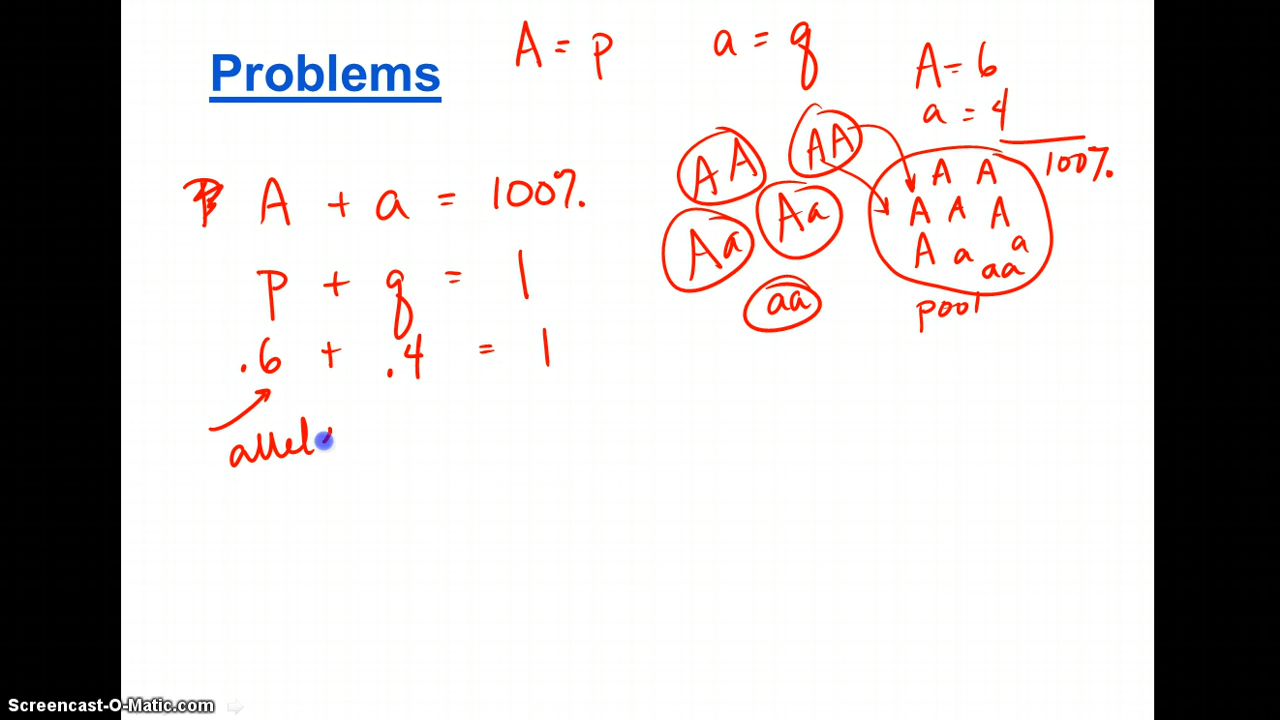 Problems
A = p
a = q
A = 6
a = 4
100%
A + a = 100%
p + q = 1
.6 + .4 = 1
allel
AA
AA
Aa
Aa
aa
A A
A A A
A a a
aa
pool
Screencast-O-Matic.com